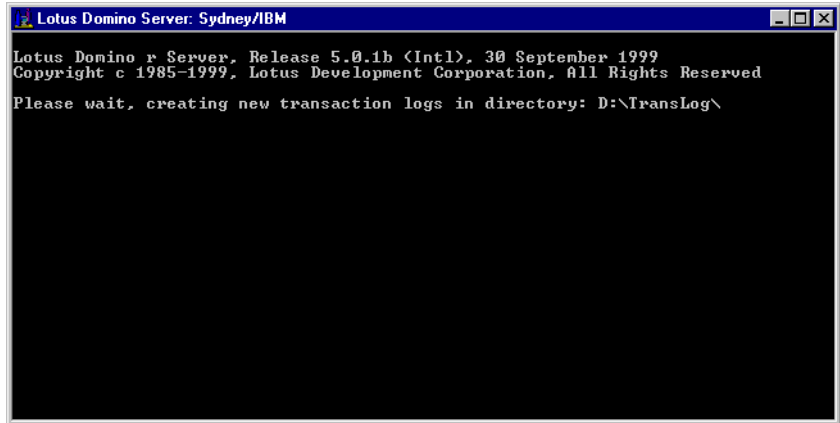 Lotus Domino Server: Sydney/IBM
Lotus Domino r Server, Release 5.0.1b (Intl), 30 September 1999
Copyright c 1985-1999, Lotus Development Corporation, All Rights Reserved
Please wait, creating new transaction logs in directory: D:\TransLog\